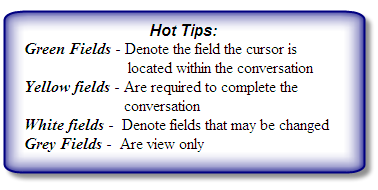 Hot Tips:
Green Fields - Denote the field the cursor is
located within the conversation
Yellow fields - Are required to complete the
conversation
White fields - Denote fields that may be changed
Grey Fields - Are view only